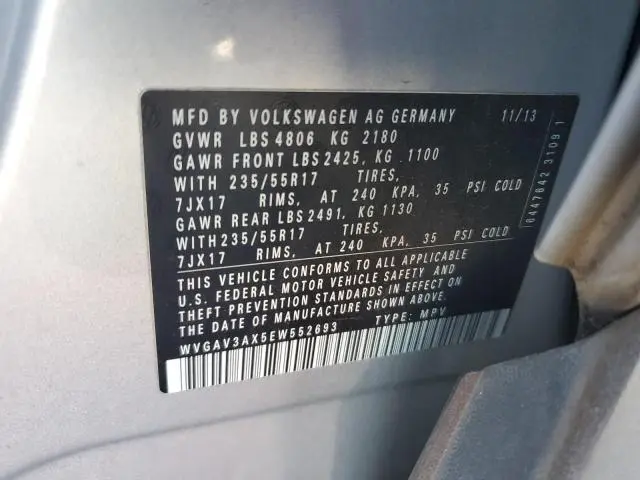 MFD BY VOLKSWAGEN AG GERMANY 11/13
GVWR LBS 4806 KG 2180
GAWR FRONT LBS 2425, KG 1100
WITH 235/55R17 TIRES,
7JX17 RIMS, AT 240 KPA, 35 PSI COLD
GAWR REAR LBS 2491, KG 1130
WITH 235/55R17 TIRES,
7JX17 RIMS, AT 240 KPA, 35 PSI COLD
THIS VEHICLE CONFORMS TO ALL APPLICABLE
U.S. FEDERAL MOTOR VEHICLE SAFETY AND
THEFT PREVENTION STANDARDS IN EFFECT ON
THE DATE OF MANUFACTURE SHOWN ABOVE.
WVGAV3AX5EW552693 TYPE: MPV
6447642 3109 1